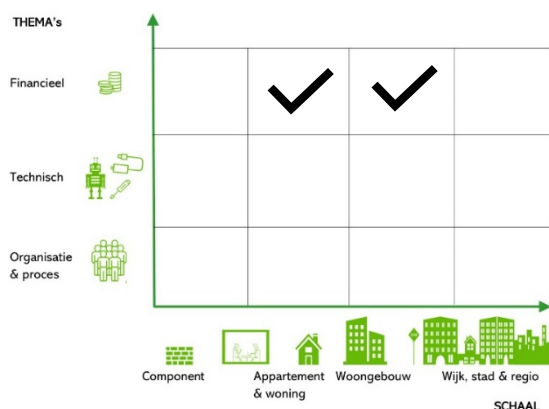 THEMA's
Financieel
Technisch
Organisatie
& proces
Component
Appartement
& woning
Woongebouw
Wijk, stad & regio
SCHAAL